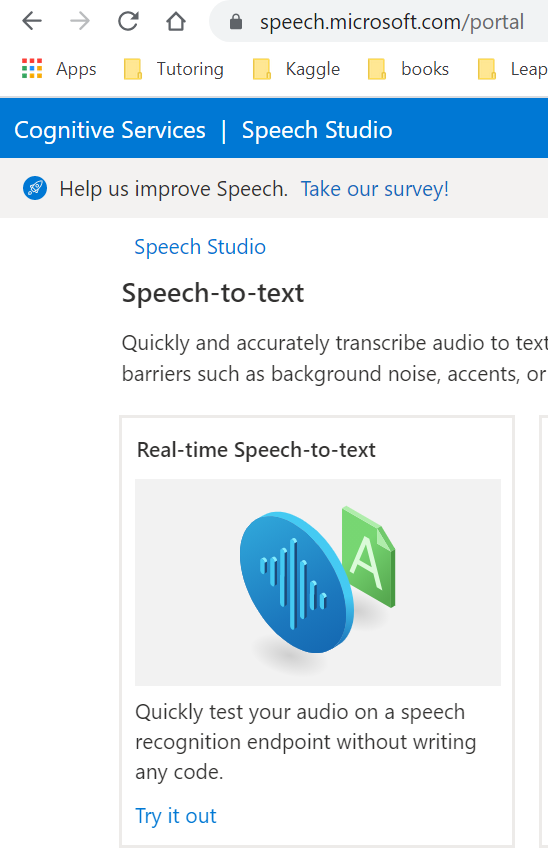 speech.microsoft.com/portal
Apps Tutoring Kaggle books Leap
Cognitive Services | Speech Studio
Help us improve Speech. Take our survey!
Speech Studio
Speech-to-text
Quickly and accurately transcribe audio to text
barriers such as background noise, accents, or
Real-time Speech-to-text
A
Quickly test your audio on a speech
recognition endpoint without writing
any code.
Try it out